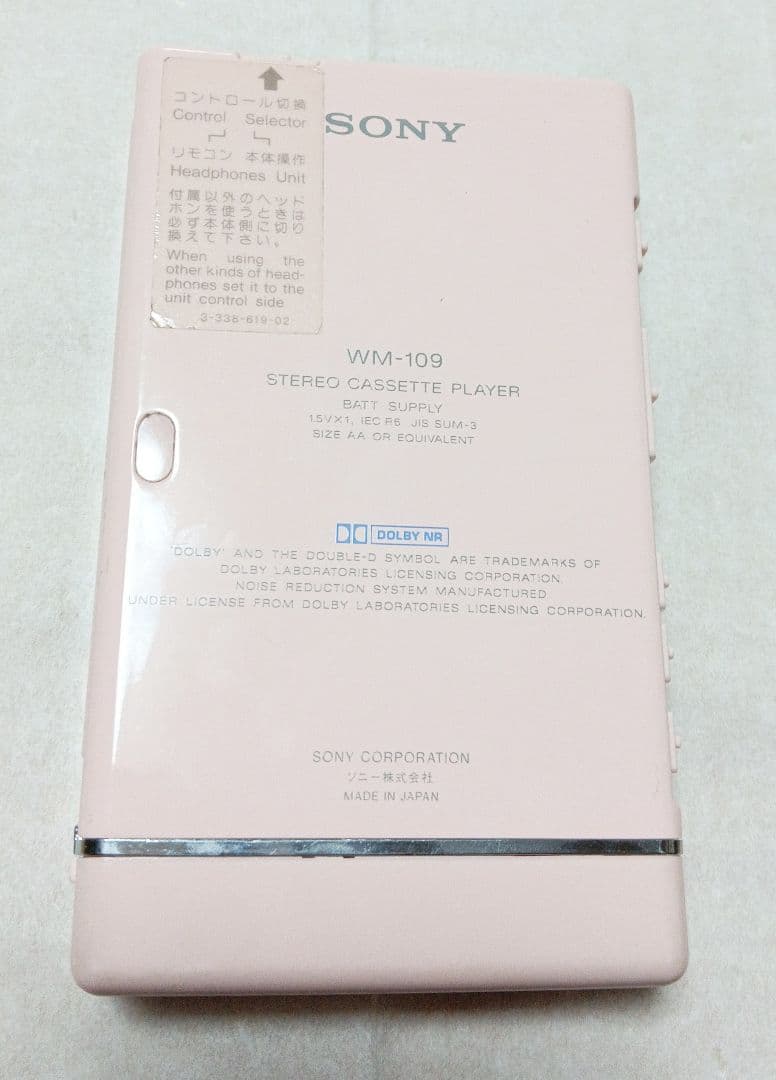 コントロール切換
Control Selector
リモコン 本体操作
Headphones Unit
付属以外のヘッド
ホンを使うときは
必ず本体側に切り
換えて下さい。
When using the
other kinds of head-
phones set it to the
unit control side
3-338-619-02
SONY
WM-109
STEREO CASSETTE PLAYER
BATT SUPPLY
1.5V×1, IEC R6 JIS SUM-3
SIZE AA OR EQUIVALENT
DOLBY NR
'DOLBY' AND THE DOUBLE-D SYMBOL ARE TRADEMARKS OF
DOLBY LABORATORIES LICENSING CORPORATION.
NOISE REDUCTION SYSTEM MANUFACTURED
UNDER LICENSE FROM DOLBY LABORATORIES LICENSING CORPORATION.
SONY CORPORATION
ソニー株式会社
MADE IN JAPAN